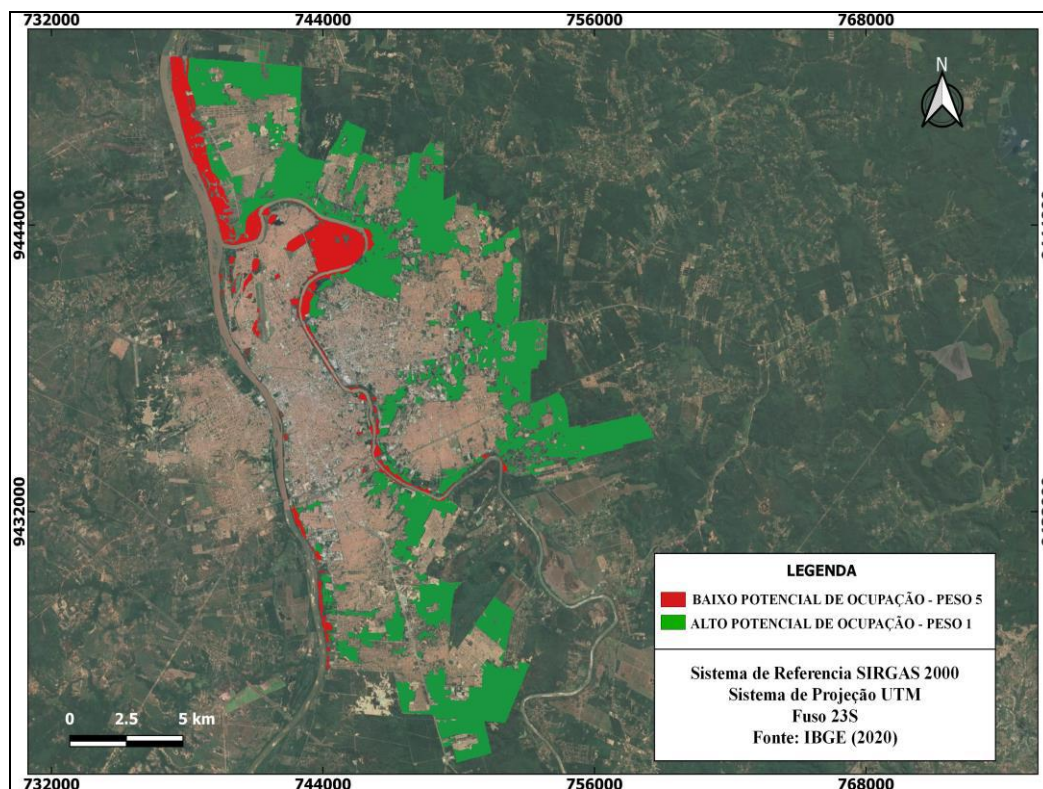 732000 744000 756000 768000
N
9444000 9444000
9432000 9432000
LEGENDA
BAIXO POTENCIAL DE OCUPAÇÃO - PESO 5
ALTO POTENCIAL DE OCUPAÇÃO - PESO 1
Sistema de Referencia SIRGAS 2000
Sistema de Projeção UTM
Fuso 23S
Fonte: IBGE (2020)
0 2.5 5 km
732000 744000 756000 768000